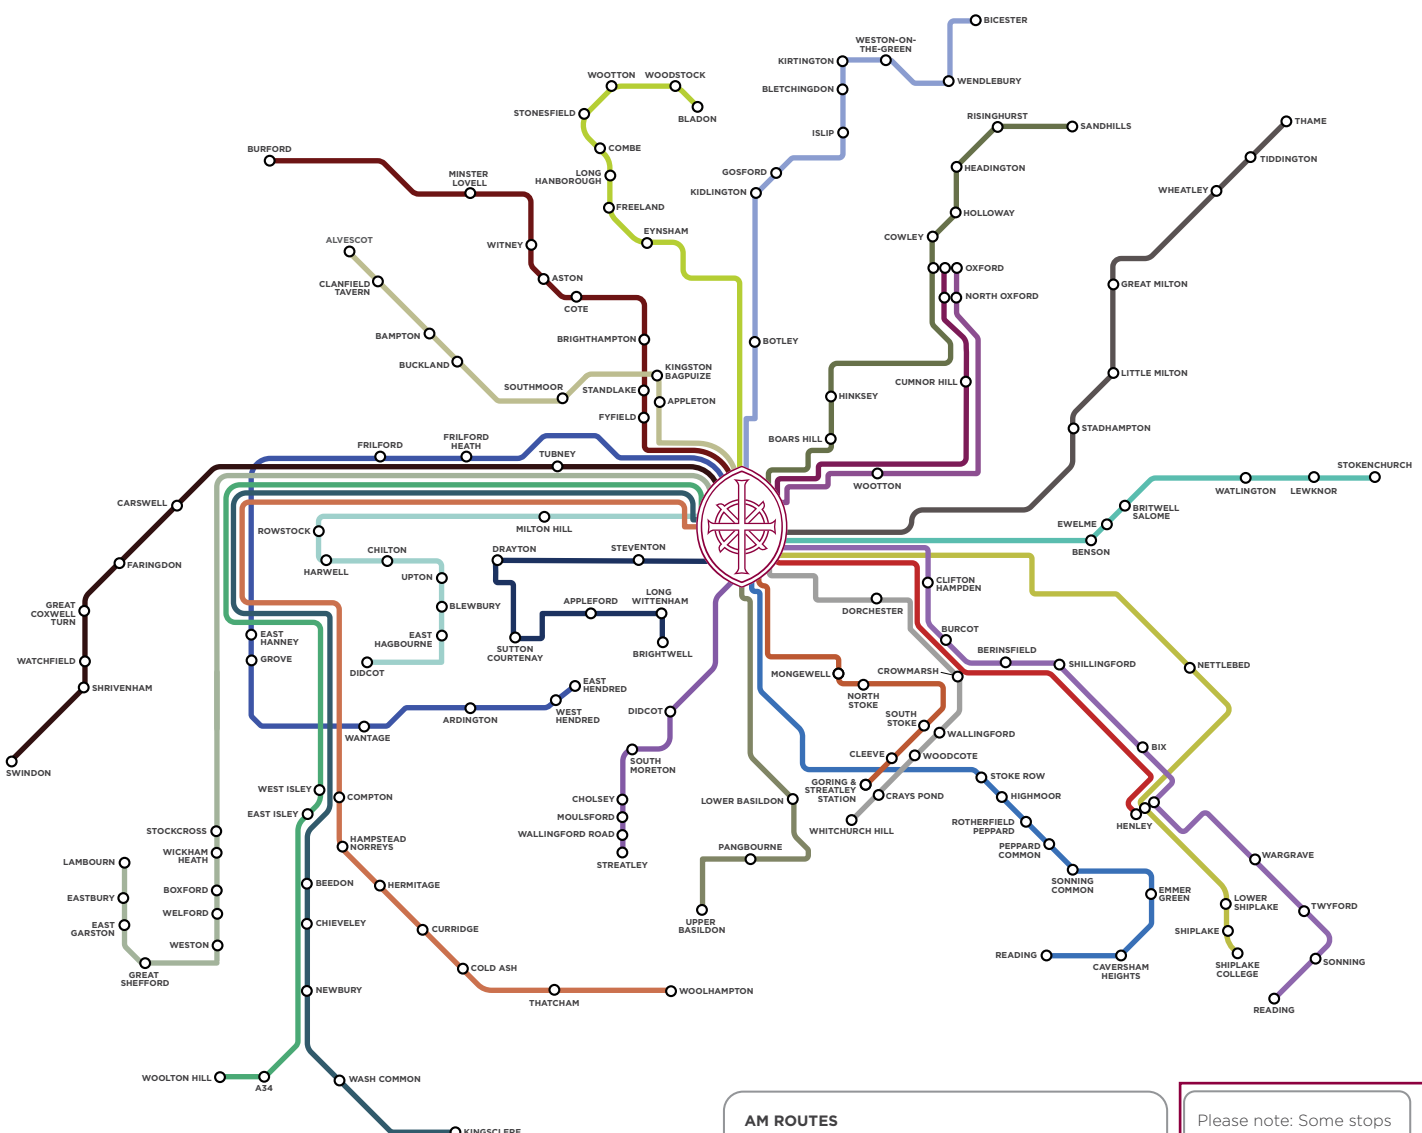 BICESTER
WESTON-ON-
THE-GREEN
KIRTINGTON
WENDLEBURY
BLETCHINGDON
WOOTTON
WOODSTOCK
STONESFIELD
BLADON
ISLIP
RISINGHURST
SANDHILLS
THAME
BURFORD
COMBE
TIDDINGTON
MINSTER
LOVELL
LONG
HANBOROUGH
GOSFORD
HEADINGTON
KIDLINGTON
WHEATLEY
FREELAND
HOLLOWAY
ALVESCOT
WITNEY
EYNSHAM
COWLEY
CLANFIELD
TAVERN
ASTON
OXFORD
COTE
NORTH OXFORD
GREAT MILTON
BAMPTON
BRIGHTHAMPTON
BOTLEY
BUCKLAND
KINGSTON
BAGPUIZE
LITTLE MILTON
SOUTHMOOR
STANDLAKE
CUMNOR HILL
APPLETON
HINKSEY
FYFIELD
STADHAMPTON
FRILFORD
FRILFORD
HEATH
TUBNEY
BOARS HILL
WOOTTON
STOKENCHURCH
WATLINGTON
LEWKNOR
CARSWELL
BRITWELL
SALOME
ROWSTOCK
MILTON HILL
EWELME
BENSON
FARINGDON
HARWELL
CHILTON
DRAYTON
STEVENTON
UPTON
CLIFTON
HAMPDEN
GREAT
COXWELL
TURN
BLEWBURY
APPLEFORD
LONG
WITTENHAM
DORCHESTER
EAST
HANNEY
EAST
HAGBOURNE
SUTTON
COURTENAY
BRIGHTWELL
BURCOT
BERINSFIELD
WATCHFIELD
GROVE
DIDCOT
CROWMARSH
SHILLINGFORD
NETTLEBED
SHRIVENHAM
EAST
HENDRED
MONGEWELL
NORTH
STOKE
WEST
HENDRED
ARDINGTON
WANTAGE
DIDCOT
SOUTH
STOKE
WALLINGFORD
BIX
SWINDON
SOUTH
MORETON
CLEEVE
WOODCOTE
WEST ISLEY
COMPTON
GORING &
STREATLEY
STATION
CRAYS POND
STOKE ROW
EAST ISLEY
CHOLSEY
LOWER BASILDON
HIGHMOOR
MOULSFORD
WHITCHURCH HILL
ROTHERFIELD
PEPPARD
HENLEY
STOCKCROSS
WALLINGFORD ROAD
HAMPSTEAD
NORREYS
STREATLEY
PANGBOURNE
PEPPARD
COMMON
WARGRAVE
LAMBOURN
WICKHAM
HEATH
BEEDON
HERMITAGE
SONNING
COMMON
EMMER
GREEN
EASTBURY
BOXFORD
LOWER
SHIPLAKE
TWYFORD
WELFORD
EAST
GARSTON
CHIEVELEY
CURRIDGE
UPPER
BASILDON
SHIPLAKE
WESTON
READING
CAVERSHAM
HEIGHTS
SHIPLAKE
COLLEGE
SONNING
GREAT
SHEFFORD
COLD ASH
NEWBURY
THATCHAM
WOOLHAMPTON
READING
WOOLTON HILL
A34
WASH COMMON
KINGSCLERE
AM ROUTES
Please note: Some stops